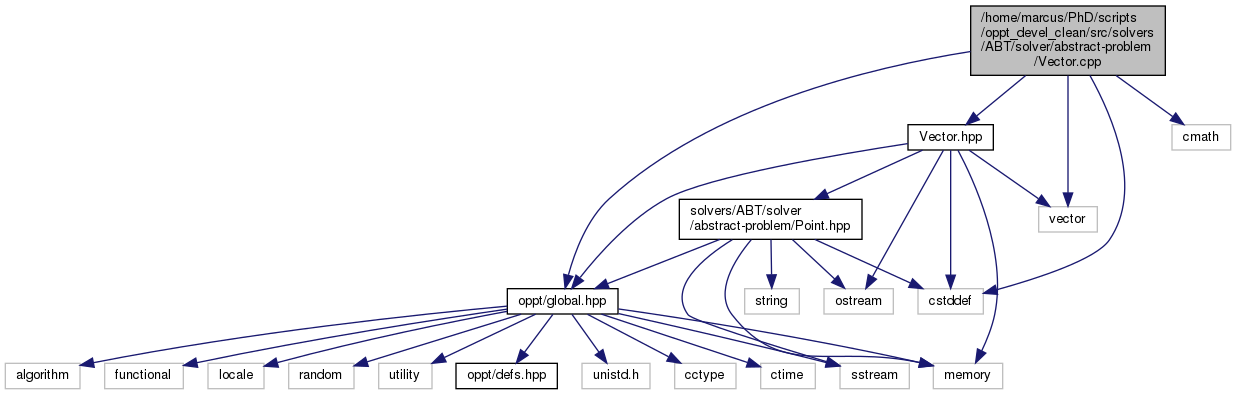 /home/marcus/PhD/scripts
/oppt_devel_clean/src/solvers
/ABT/solver/abstract-problem
/Vector.cpp
Vector.hpp
cmath
solvers/ABT/solver
/abstract-problem/Point.hpp
vector
oppt/global.hpp
string
ostream
cstddef
algorithm
functional
locale
random
utility
oppt/defs.hpp
unistd.h
cctype
ctime
sstream
memory